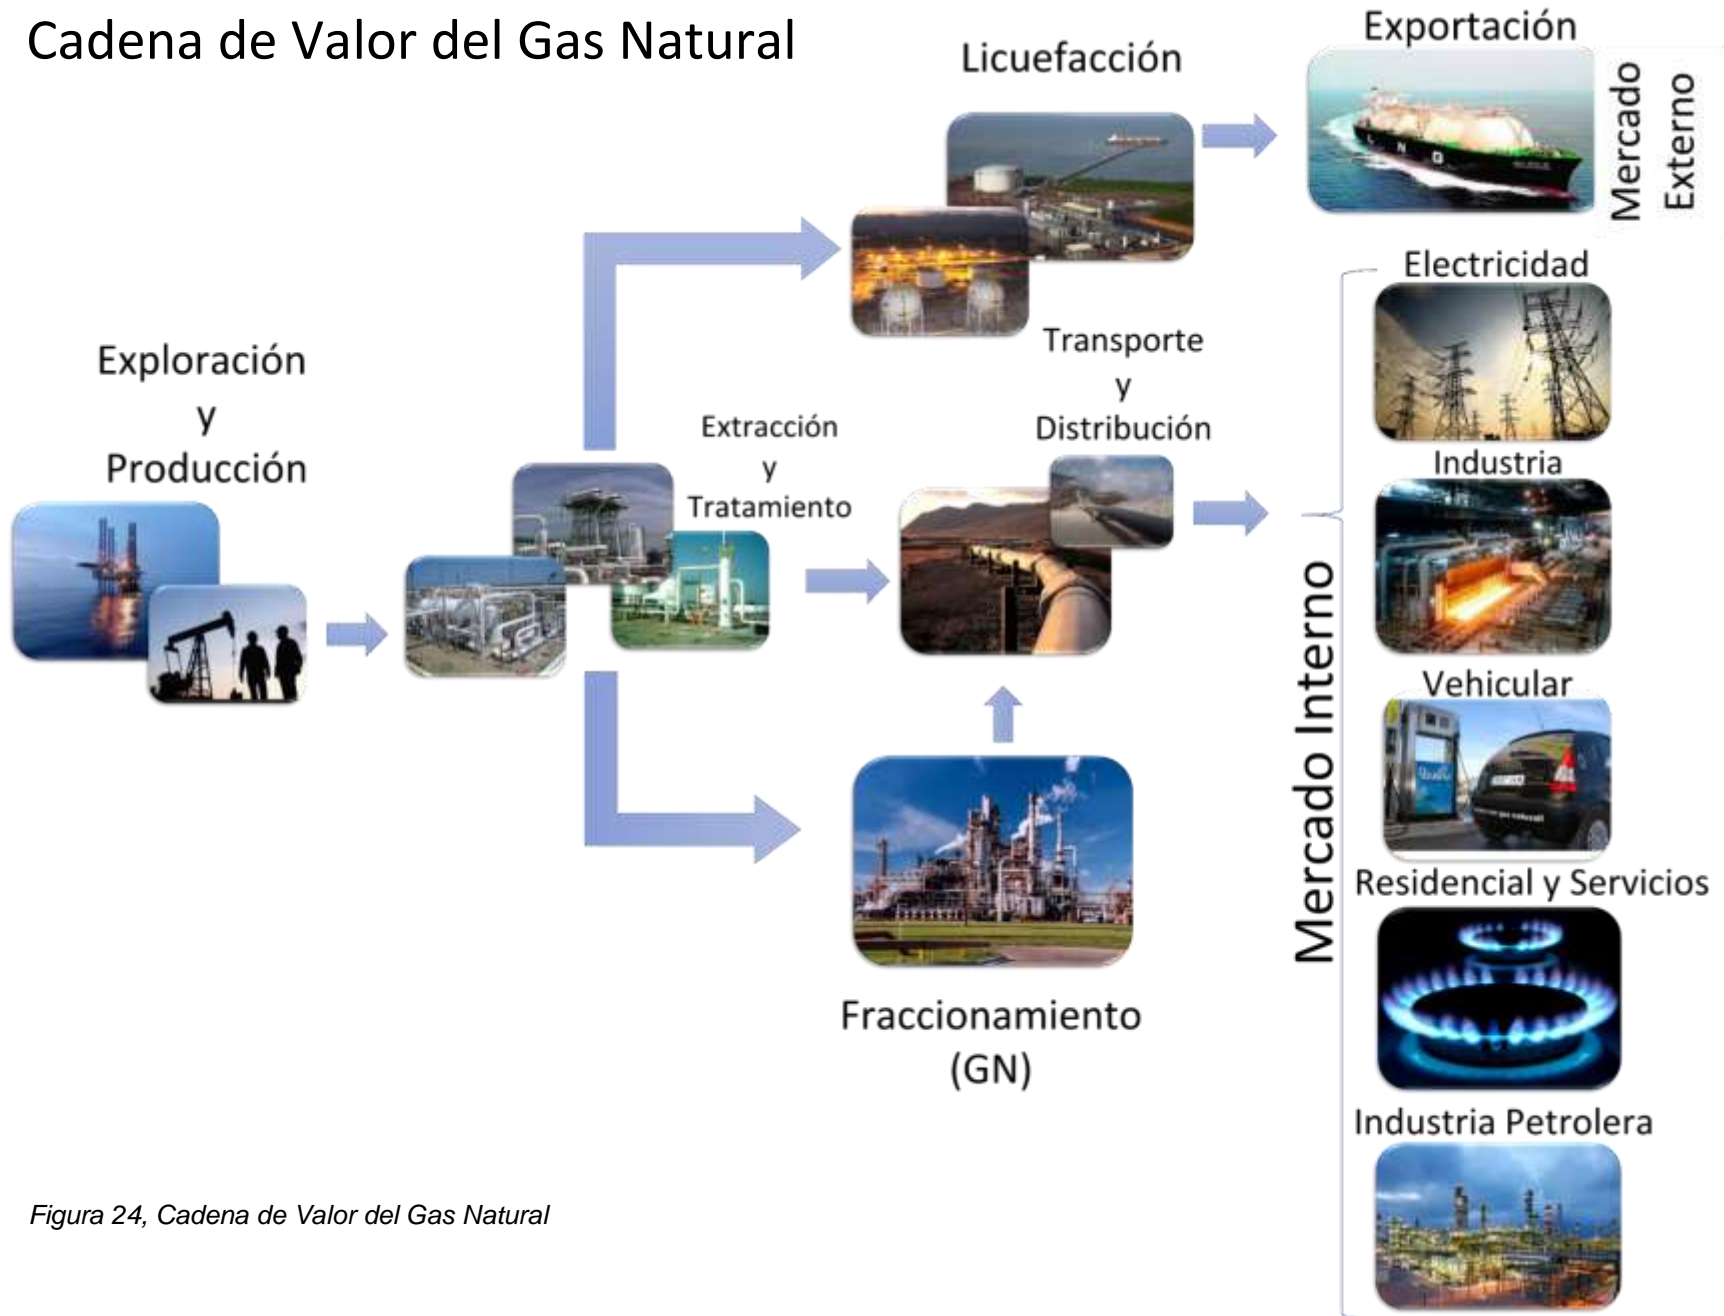 Cadena de Valor del Gas Natural
Licuefacción
Exportación
Mercado
Externo
L N G
Exploración
y
Producción
Extracción
y
Tratamiento
Transporte
y
Distribución
Mercado Interno
Electricidad
Industria
Vehicular
Residencial y Servicios
Industria Petrolera
Fraccionamiento
(GN)
Figura 24, Cadena de Valor del Gas Natural